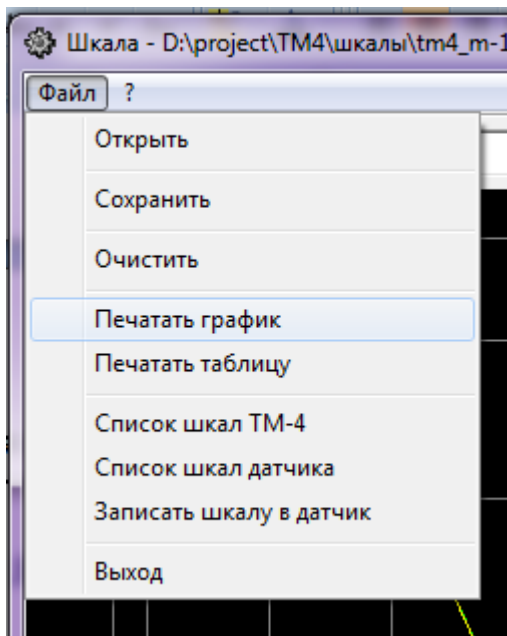 Шкала - D:\project\TM4\шкалы\tm4_m-1
Файл ?
Открыть
Сохранить
Очистить
Печатать график
Печатать таблицу
Список шкал ТМ-4
Список шкал датчика
Записать шкалу в датчик
Выход